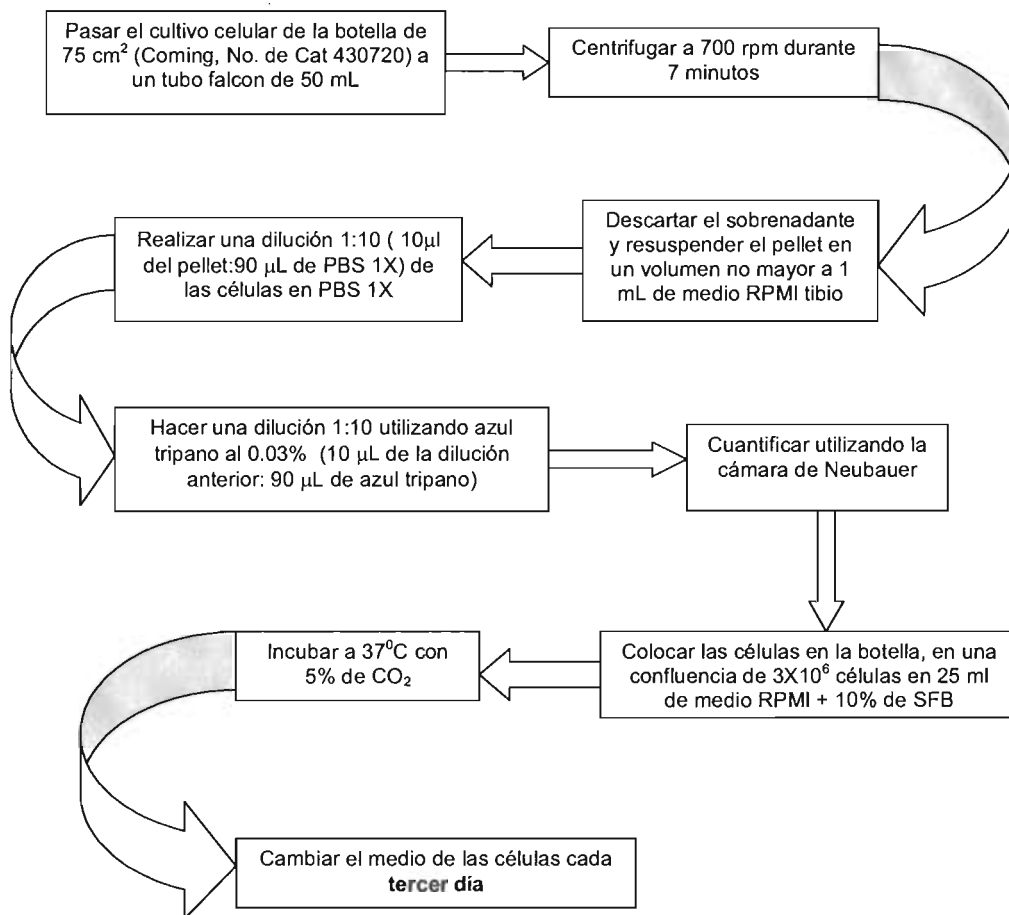 Pasar el cultivo celular de la botella de
75 cm² (Coming, No. de Cat 430720) a
un tubo falcon de 50 mL
Centrifugar a 700 rpm durante
7 minutos
Descartar el sobrenadante
y resuspender el pellet en
un volumen no mayor a 1
mL de medio RPMI tibio
Realizar una dilución 1:10 ( 10µl
del pellet:90 µL de PBS 1X) de
las células en PBS 1X
Hacer una dilución 1:10 utilizando azul
tripano al 0.03% (10 µL de la dilución
anterior: 90 µL de azul tripano)
Cuantificar utilizando la
cámara de Neubauer
Colocar las células en la botella, en una
confluencia de 3X10⁶ células en 25 ml
de medio RPMI + 10% de SFB
Incubar a 37⁰C con
5% de CO₂
Cambiar el medio de las células cada
tercer día